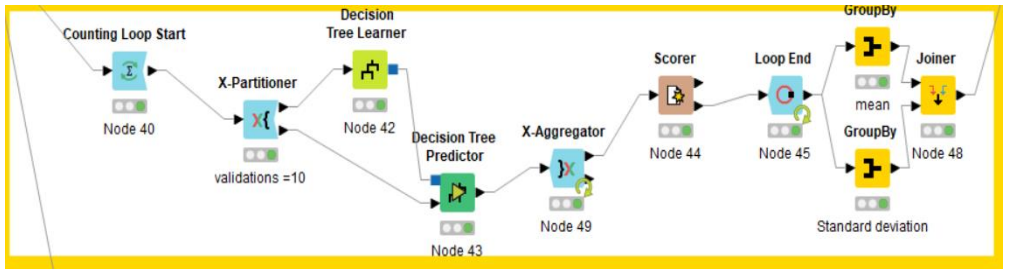 Counting Loop Start
Node 40
X-Partitioner
validations =10
Decision
Tree Learner
Node 42
Decision Tree
Predictor
Node 43
X-Aggregator
Node 49
Scorer
Node 44
Loop End
Node 45
GroupBy
mean
GroupBy
Standard deviation
Joiner
Node 48